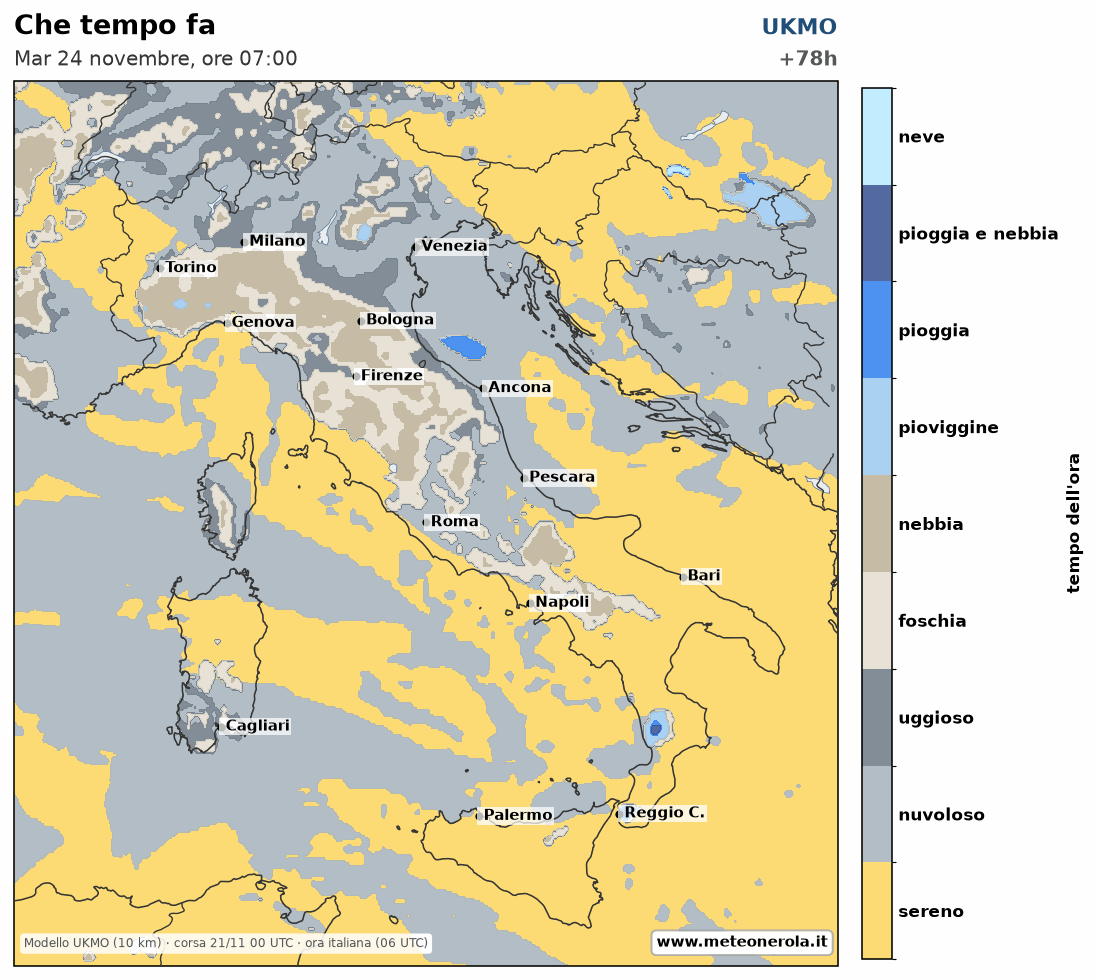 Che tempo fa
UKMO
Mar 24 novembre, ore 07:00
+78h
neve
pioggia e nebbia
pioggia
pioviggine
nebbia
foschia
uggioso
nuvoloso
sereno
tempo dell'ora
Milano
Venezia
Torino
Genova
Bologna
Firenze
Ancona
Pescara
Roma
Bari
Napoli
Cagliari
Palermo
Reggio C.
Modello UKMO (10 km) · corsa 21/11 00 UTC · ora italiana (06 UTC)
www.meteonerola.it